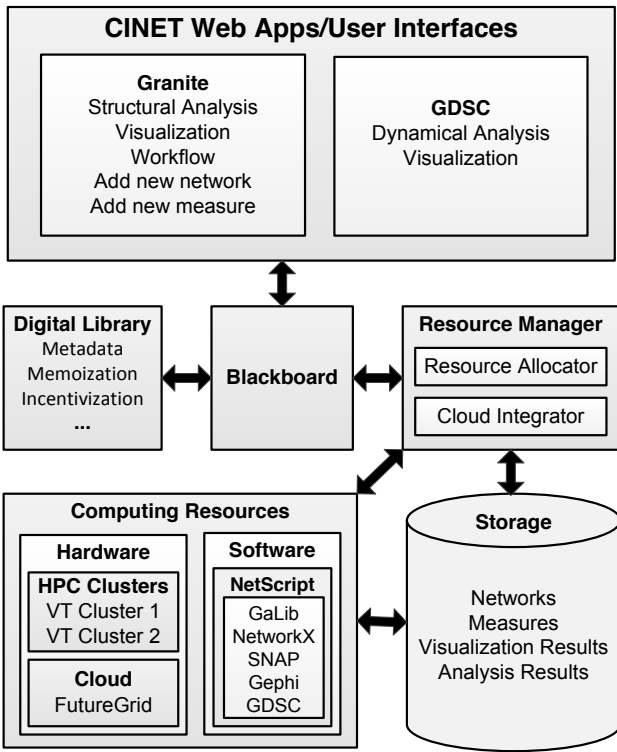 CINET Web Apps/User Interfaces
Granite
Structural Analysis
Visualization
Workflow
Add new network
Add new measure
GDSC
Dynamical Analysis
Visualization
Digital Library
Metadata
Memoization
Incentivization
...
Blackboard
Resource Manager
Resource Allocator
Cloud Integrator
Computing Resources
Hardware
HPC Clusters
VT Cluster 1
VT Cluster 2
Cloud
FutureGrid
Software
NetScript
GaLib
NetworkX
SNAP
Gephi
GDSC
Storage
Networks
Measures
Visualization Results
Analysis Results